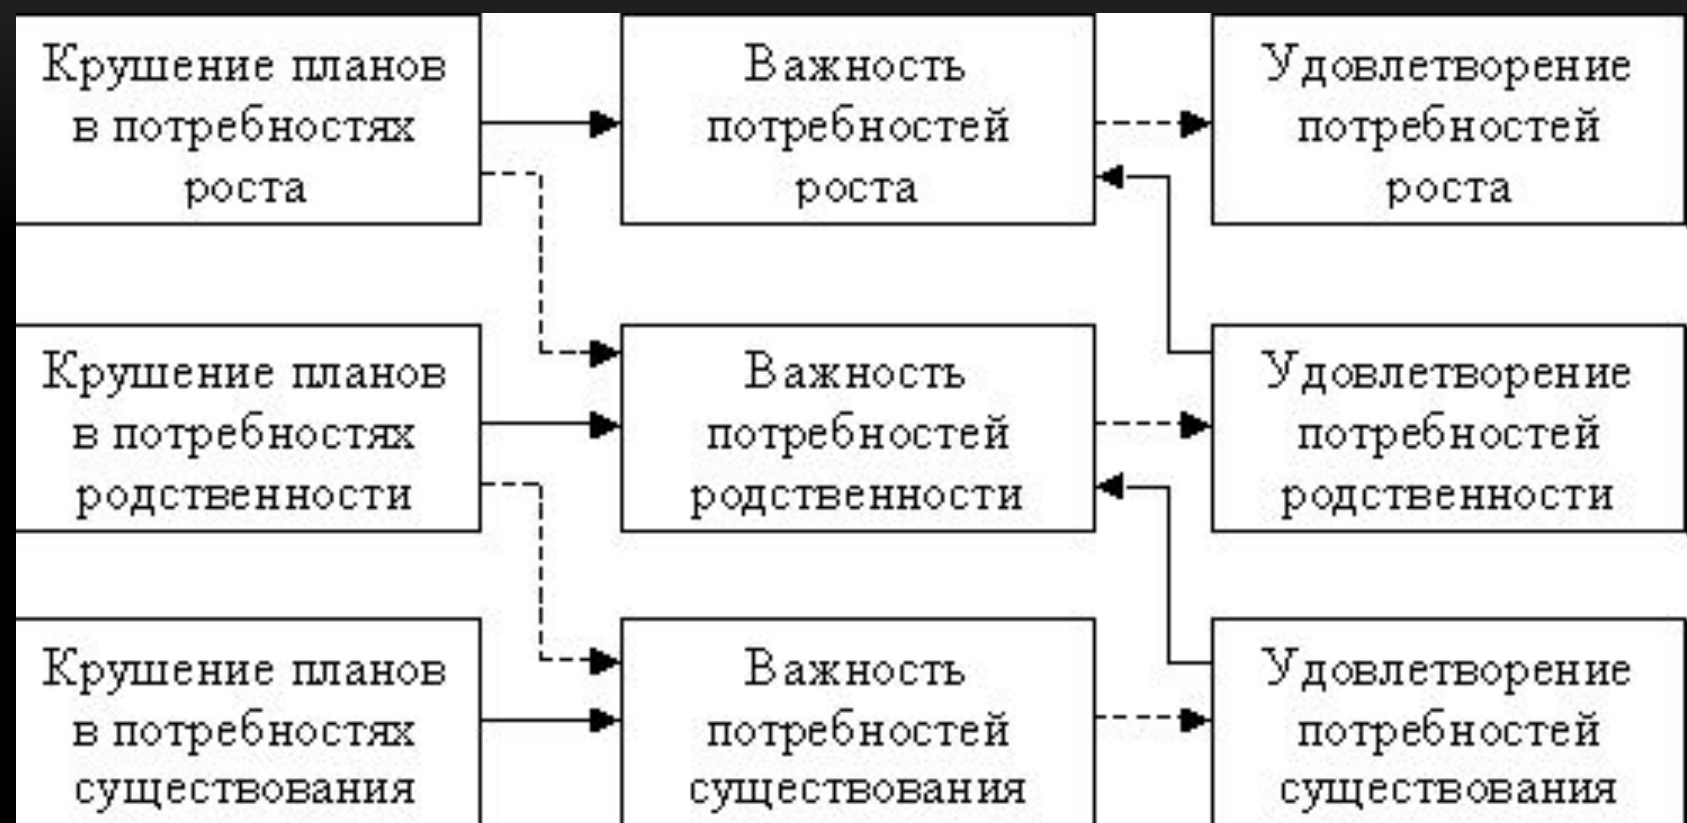 Крушение планов
в потребностях
роста
Важность
потребностей
роста
Удовлетворение
потребностей
роста
Крушение планов
в потребностях
родственности
Важность
потребностей
родственности
Удовлетворение
потребностей
родственности
Крушение планов
в потребностях
существования
Важность
потребностей
существования
Удовлетворение
потребностей
существования